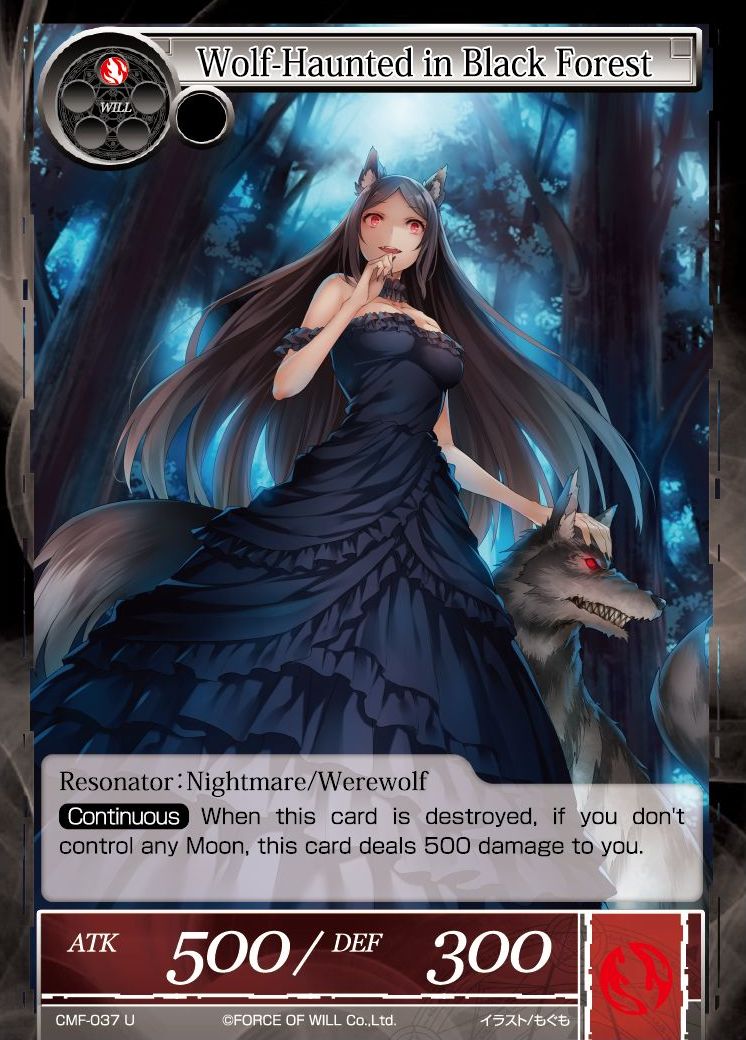 Wolf-Haunted in Black Forest
WILL
Resonator:Nightmare/Werewolf
Continuous When this card is destroyed, if you don't
control any Moon, this card deals 500 damage to you.
ATK 500/ DEF 300
CMF-037 U ©FORCE OF WILL Co.,Ltd. イラスト/もぐも